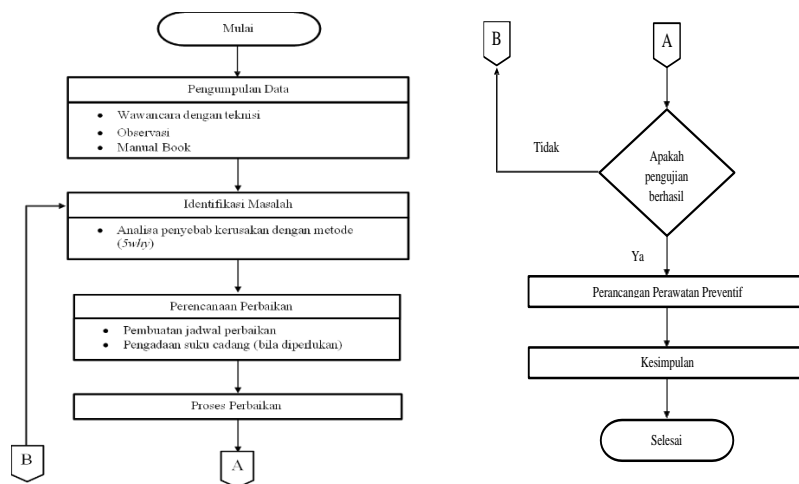 Mulai
Pengumpulan Data
• Wawancara dengan teknisi
• Observasi
• Manual Book
Identifikasi Masalah
• Analisa penyebab kerusakan dengan metode
(5why)
Perencanaan Perbaikan
• Pembuatan jadwal perbaikan
• Pengadaan suku cadang (bila diperlukan)
Proses Perbaikan
B
A
B
A
Tidak
Apakah
pengujian
berhasil
Ya
Perancangan Perawatan Preventif
Kesimpulan
Selesai